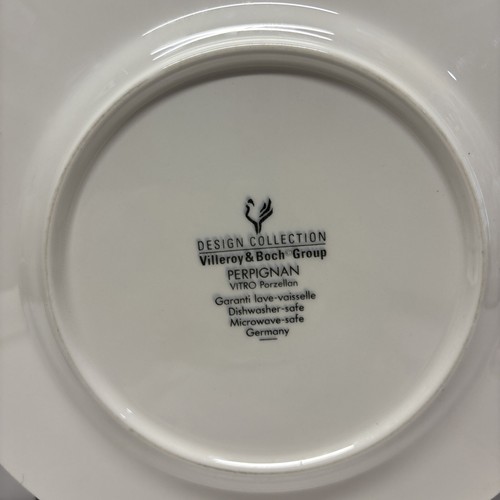 DESIGN COLLECTION
Villeroy & Boch Group
PERPIGNAN
VITRO Porzellan
Garanti lave-vaisselle
Dishwasher-safe
Microwave-safe
Germany